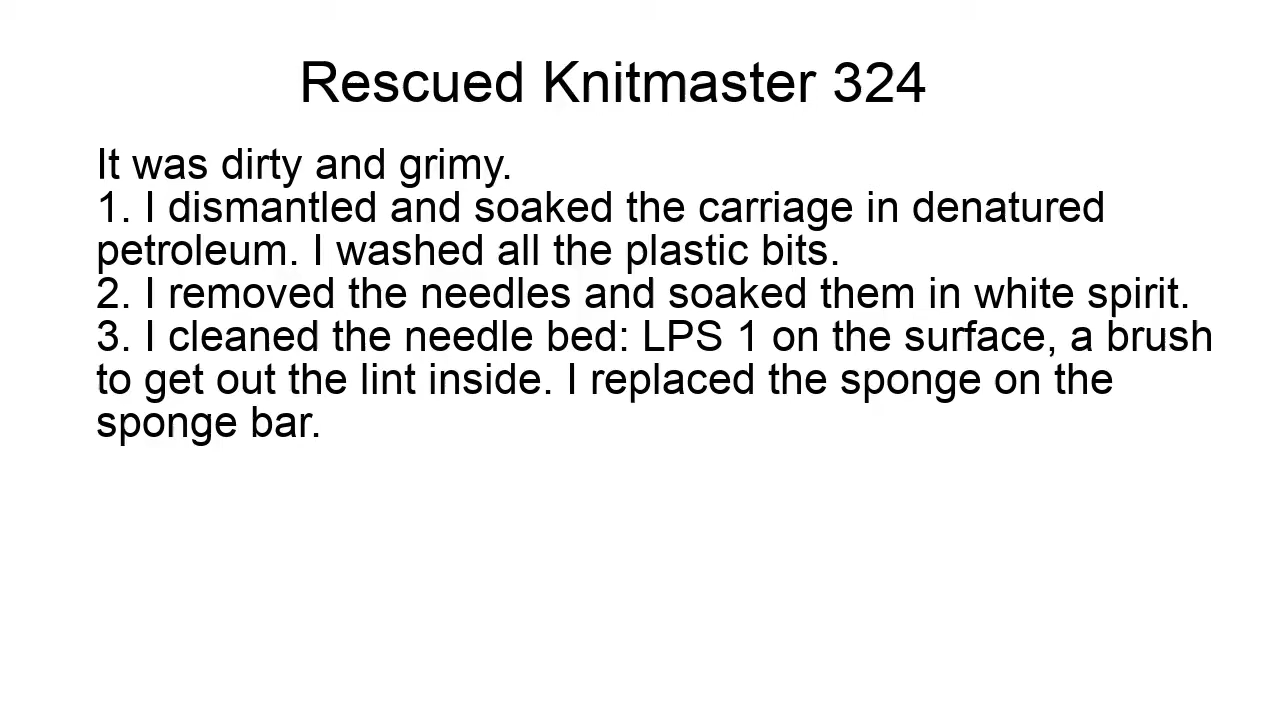 Rescued Knitmaster 324
It was dirty and grimy.
1. I dismantled and soaked the carriage in denatured
petroleum. I washed all the plastic bits.
2. I removed the needles and soaked them in white spirit.
3. I cleaned the needle bed: LPS 1 on the surface, a brush
to get out the lint inside. I replaced the sponge on the
sponge bar.